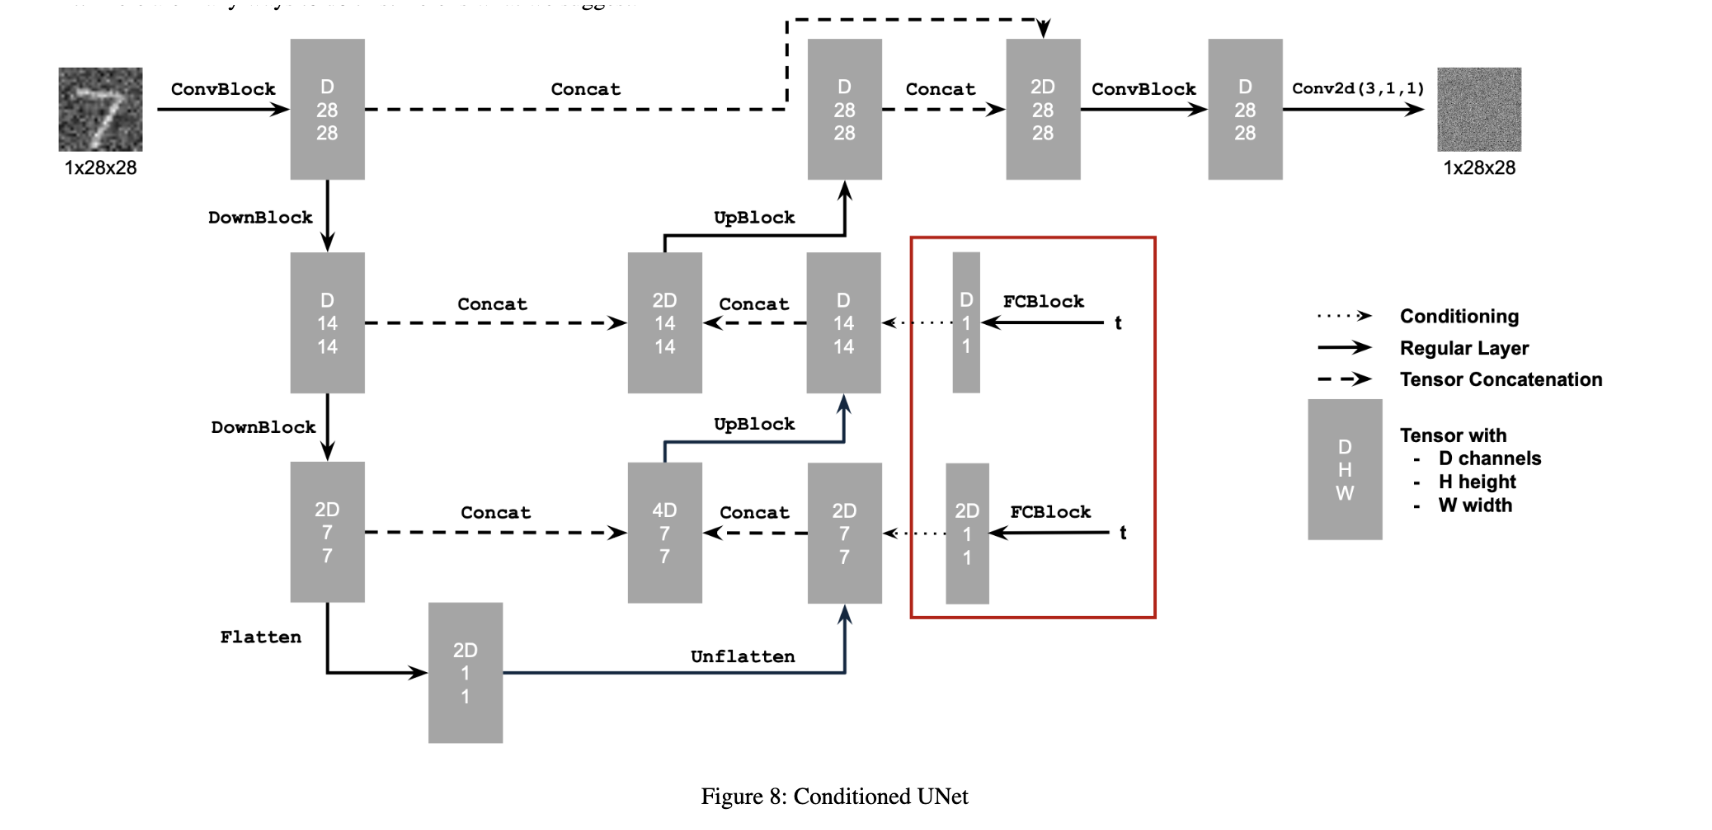 ConvBlock
D
28
28
Concat
D
28
28
Concat
2D
28
28
ConvBlock
D
28
28
Conv2d(3,1,1)
1x28x28
1x28x28
DownBlock
UpBlock
D
14
14
Concat
2D
14
14
Concat
D
14
14
D
1
1
FCBlock
t
DownBlock
UpBlock
2D
7
7
Concat
4D
7
7
Concat
2D
7
7
2D
1
1
FCBlock
t
Flatten
2D
1
1
Unflatten
Conditioning
Regular Layer
Tensor Concatenation
D
H
W
Tensor with
- D channels
- H height
- W width
Figure 8: Conditioned UNet